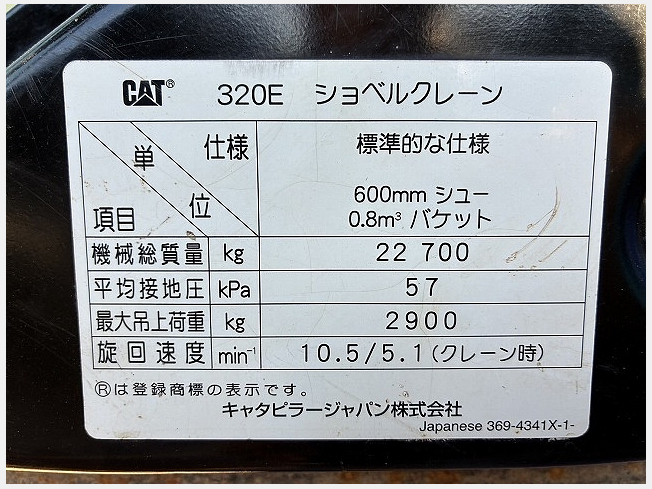 CAT® 320E ショベルクレーン
単 仕様 標準的な仕様
項目 位 600mm シュー
0.8m³ バケット
機械総質量 kg 22 700
平均接地圧 kPa 57
最大吊上荷重 kg 2900
旋回速度 min⁻¹ 10.5/5.1(クレーン時)
Ⓡは登録商標の表示です。
キャタピラージャパン株式会社
Japanese 369-4341X-1-